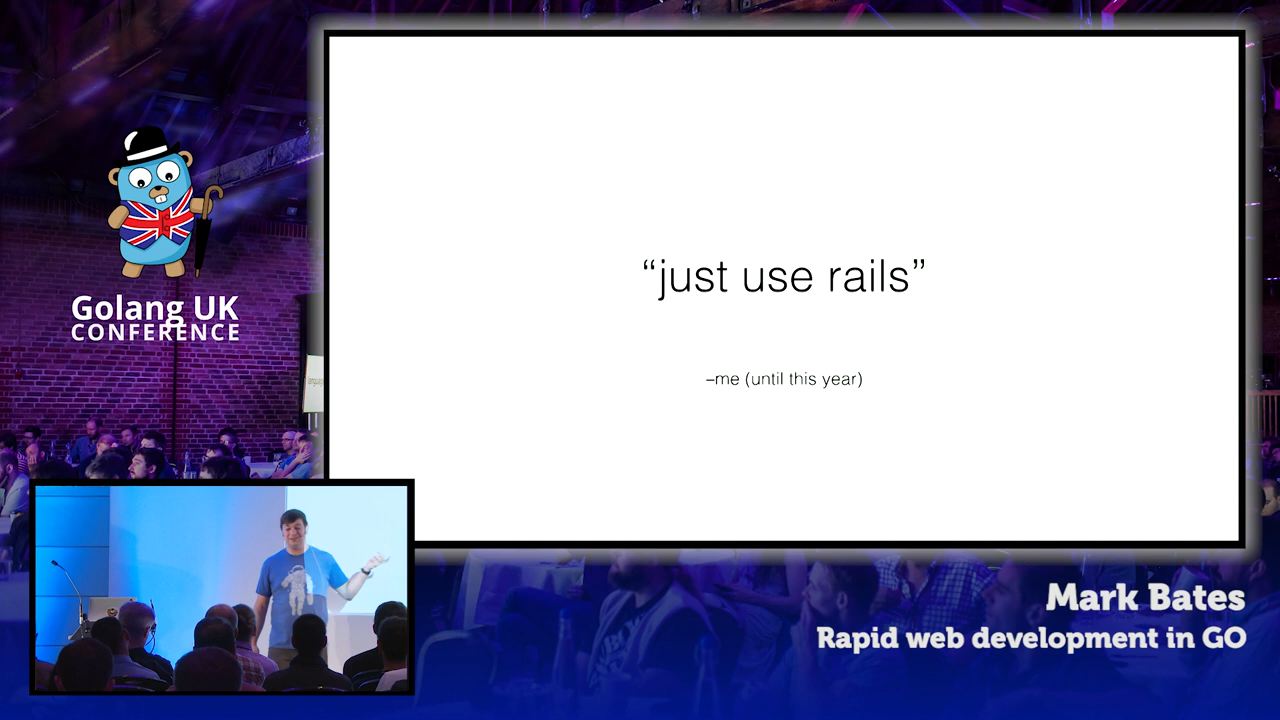 “just use rails”
–me (until this year)
Golang UK
CONFERENCE
Mark Bates
Rapid web development in GO